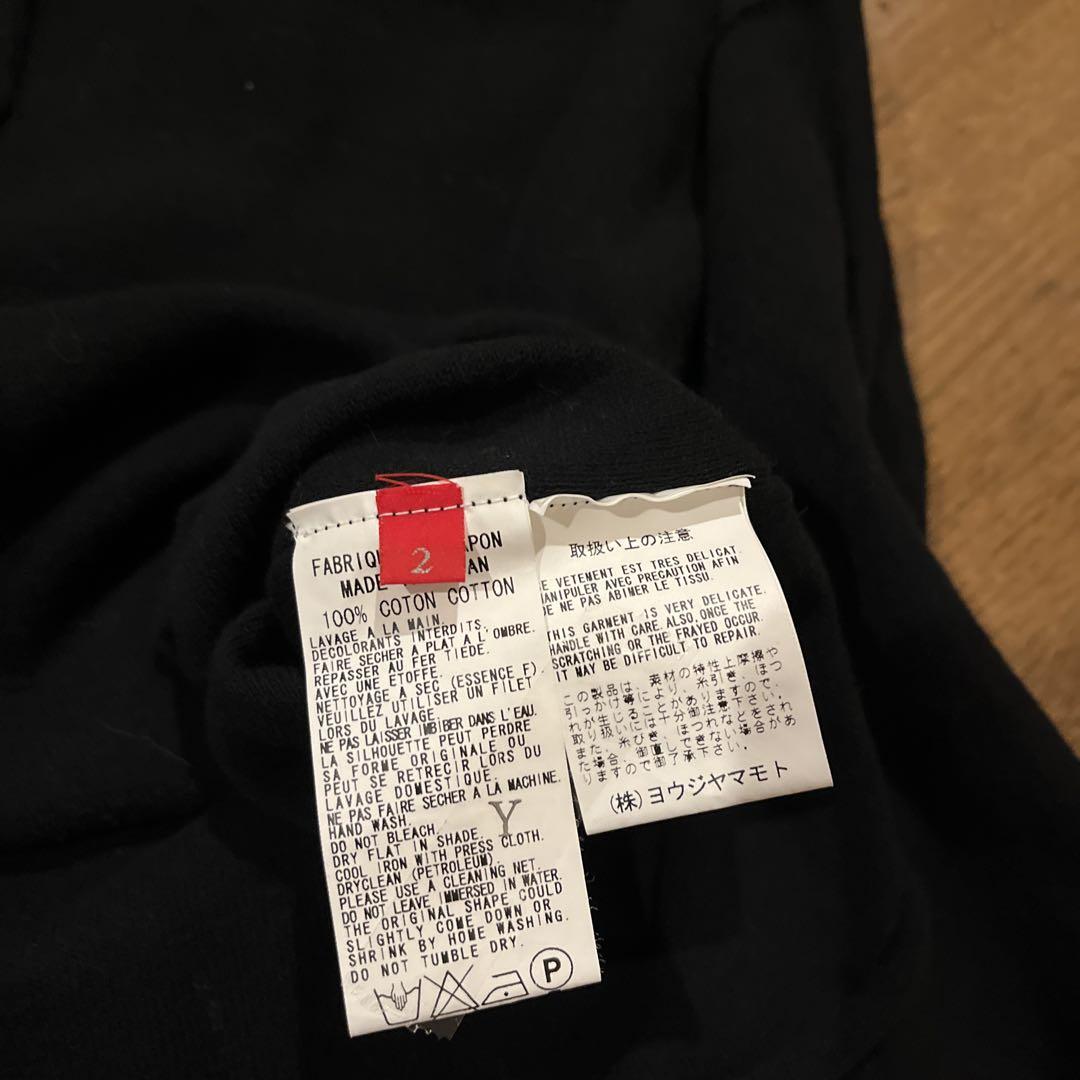 2
FABRIQ APON
MADE AN
100% COTON COTTON
LAVAGE A LA MAIN.
DECOLORANTS INTERDITS.
FAIRE SECHER A PLAT A L'OMBRE.
REPASSER AU FER TIEDE.
AVEC UNE ETOFFE.
NETTOYAGE A SEC (ESSENCE F).
VEUILLEZ UTILISER UN FILET
LORS DU LAVAGE.
NE PAS LAISSER IMBIBER DANS L'EAU.
LA SILHOUETTE PEUT PERDRE
SA FORME ORIGINALE OU
PEUT SE RETRECIR LORS DU
LAVAGE DOMESTIQUE.
NE PAS FAIRE SECHER A LA MACHINE.
HAND WASH.
DO NOT BLEACH.
DRY FLAT IN SHADE.
COOL IRON WITH PRESS CLOTH.
DRYCLEAN (PETROLEUM).
PLEASE USE A CLEANING NET.
DO NOT LEAVE IMMERSED IN WATER.
THE ORIGINAL SHAPE COULD
SLIGHTLY COME DOWN OR
SHRINK BY HOME WASHING.
DO NOT TUMBLE DRY.
Y
P
取扱い上の注意
E VETEMENT EST TRES DELICAT.
ANIPULER AVEC PRECAUTION AFIN
E NE PAS ABIMER LE TISSU.
THIS GARMENT IS VERY DELICATE.
HANDLE WITH CARE ALSO, ONCE THE
SCRATCHING OR THE FRAYED OCCUR.
IT MAY BE DIFFICULT TO REPAIR.
(株)ヨウジヤマモト